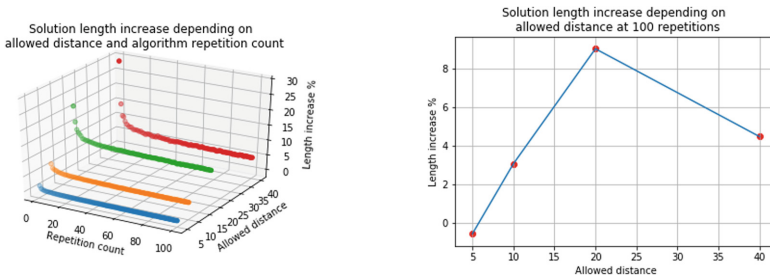 Solution length increase depending on
allowed distance and algorithm repetition count
30
25
20
15
10
5
0
Length increase %
0 20 40 60 80 100
Repetition count
5 10 15 20 25 30 35 40
Allowed distance
Solution length increase depending on
allowed distance at 100 repetitions
8
6
4
2
0
Length increase %
5 10 15 20 25 30 35 40
Allowed distance